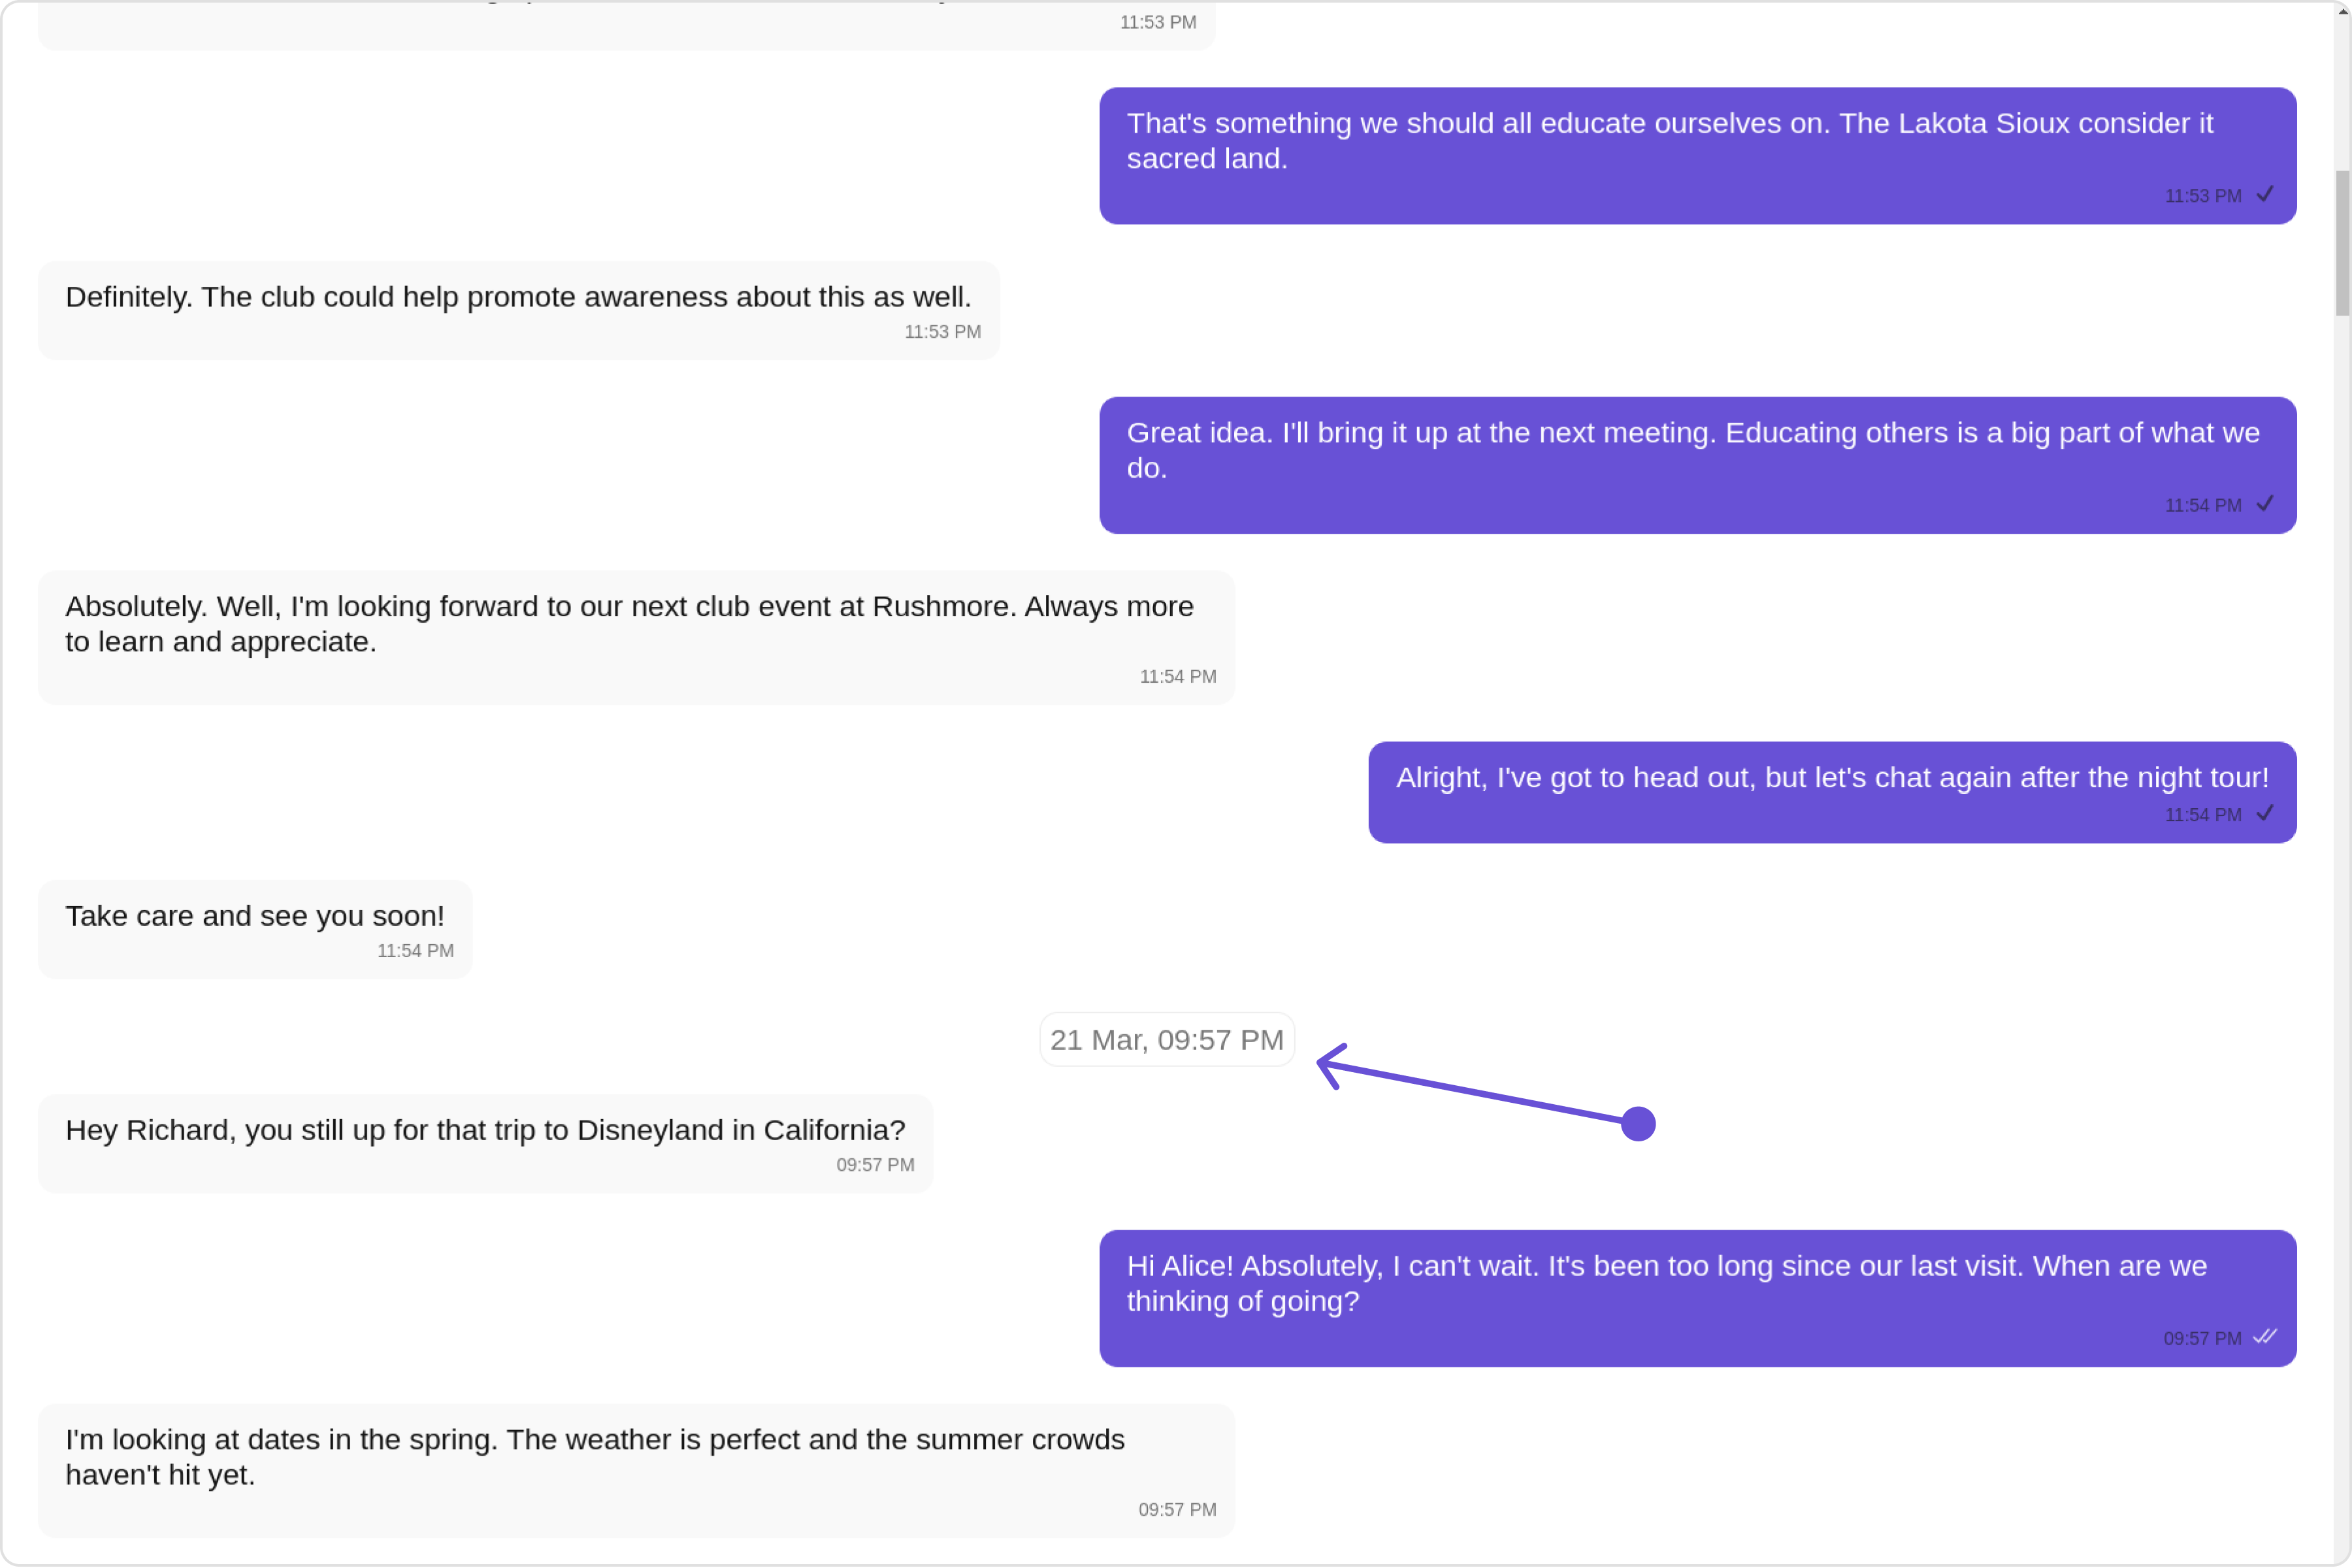 11:53 PM
That's something we should all educate ourselves on. The Lakota Sioux consider it
sacred land.
11:53 PM
Definitely. The club could help promote awareness about this as well.
11:53 PM
Great idea. I'll bring it up at the next meeting. Educating others is a big part of what we
do.
11:54 PM
Absolutely. Well, I'm looking forward to our next club event at Rushmore. Always more
to learn and appreciate.
11:54 PM
Alright, I've got to head out, but let's chat again after the night tour!
11:54 PM
Take care and see you soon!
11:54 PM
21 Mar, 09:57 PM
Hey Richard, you still up for that trip to Disneyland in California?
09:57 PM
Hi Alice! Absolutely, I can't wait. It's been too long since our last visit. When are we
thinking of going?
09:57 PM
I'm looking at dates in the spring. The weather is perfect and the summer crowds
haven't hit yet.
09:57 PM